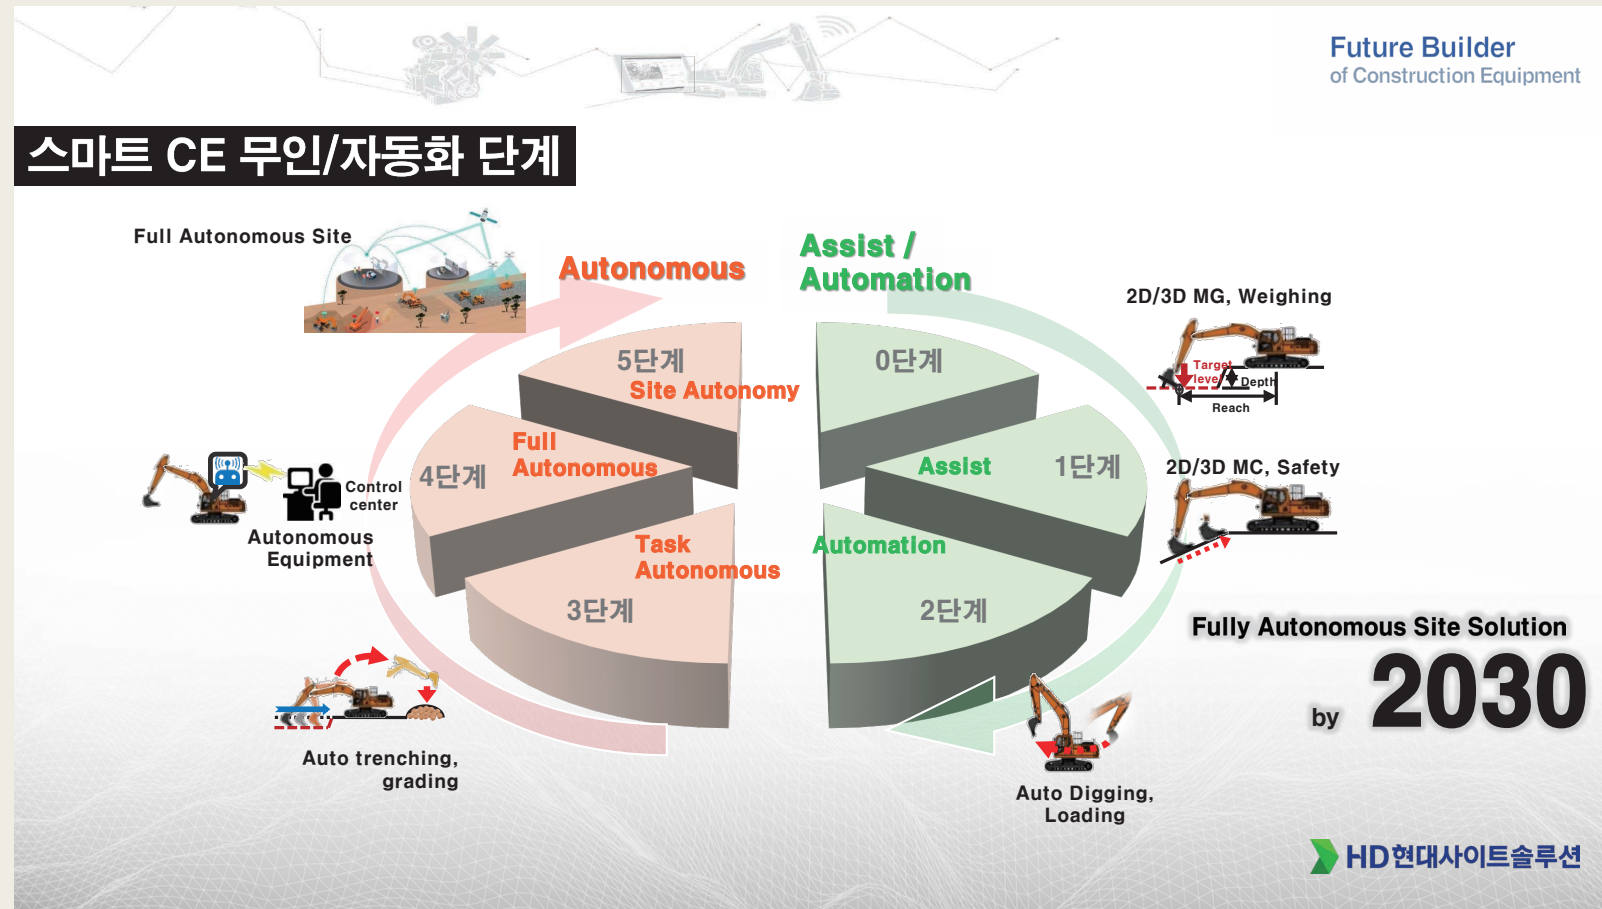 Future Builder
of Construction Equipment
스마트 CE 무인/자동화 단계
Full Autonomous Site
Autonomous
Assist /
Automation
2D/3D MG, Weighing
Target
level
Depth
Reach
5단계
Site Autonomy
0단계
Full
Autonomous
4단계
Assist
1단계
2D/3D MC, Safety
Control
center
Autonomous
Equipment
Task
Autonomous
3단계
Automation
2단계
Fully Autonomous Site Solution
by 2030
Auto trenching,
grading
Auto Digging,
Loading
HD현대사이트솔루션